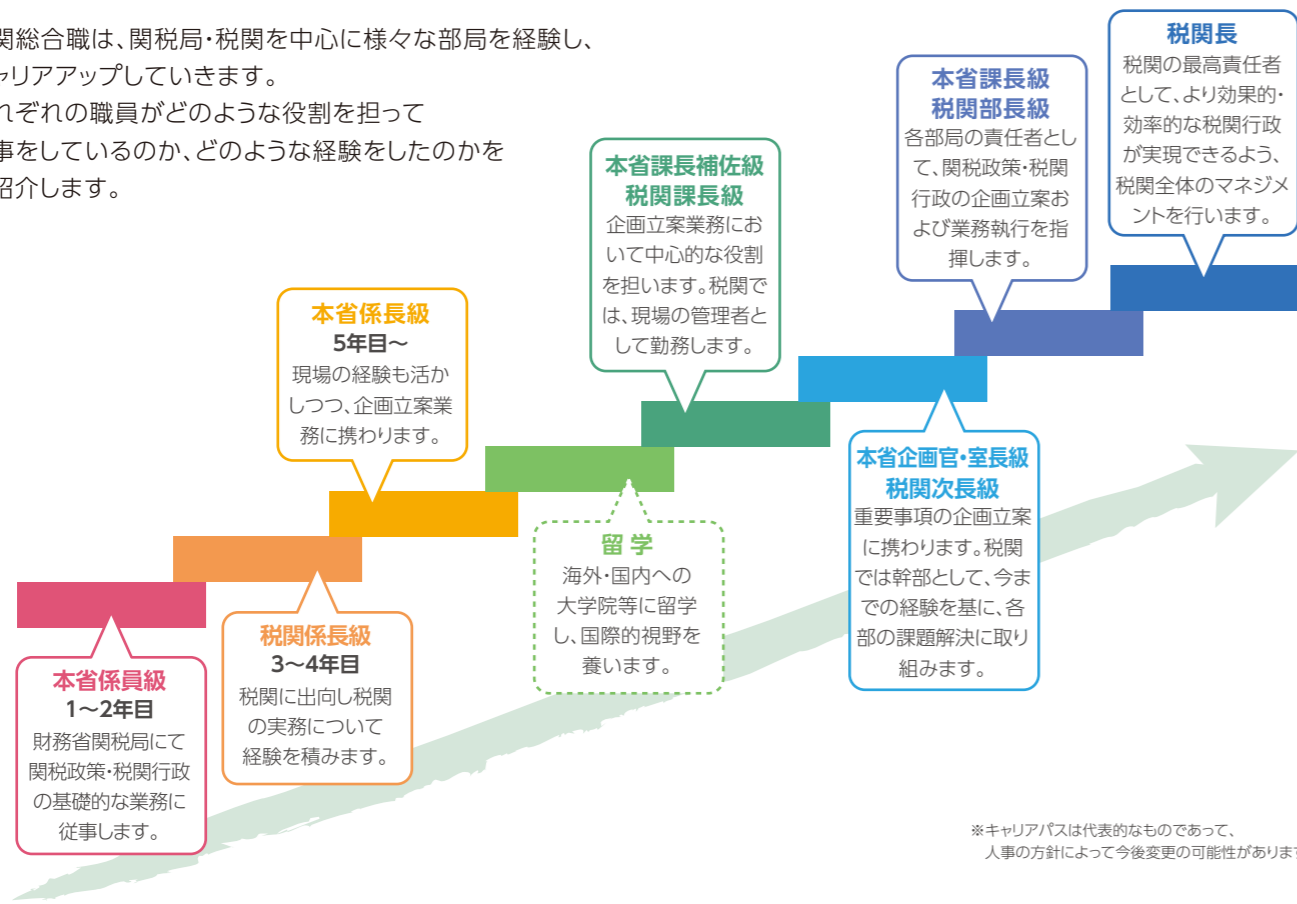 関総合職は、関税局・税関を中心に様々な部局を経験し、
ャリアアップしていきます。
れぞれの職員がどのような役割を担って
事をしているのか、どのような経験をしたのかを
紹介します。
税関長
税関の最高責任者
として、より効果的・
効率的な税関行政
が実現できるよう、
税関全体のマネジメ
ントを行います。
本省課長級
税関部長級
各部局の責任者とし
て、関税政策・税関
行政の企画立案お
よび業務執行を指
揮します。
本省課長補佐級
税関課長級
企画立案業務にお
いて中心的な役割
を担います。税関で
は、現場の管理者と
して勤務します。
本省係長級
5年目〜
現場の経験も活か
しつつ、企画立案業
務に携わります。
本省企画官・室長級
税関次長級
重要事項の企画立案
に携わります。税関
では幹部として、今ま
での経験を基に、各
部の課題解決に取り
組みます。
留学
海外・国内への
大学院等に留学
し、国際的視野を
養います。
税関係長級
3〜4年目
税関に出向し税関
の実務について
経験を積みます。
本省係員級
1〜2年目
財務省関税局にて
関税政策・税関行政
の基礎的な業務に
従事します。
※キャリアパスは代表的なものであって、
人事の方針によって今後変更の可能性があります